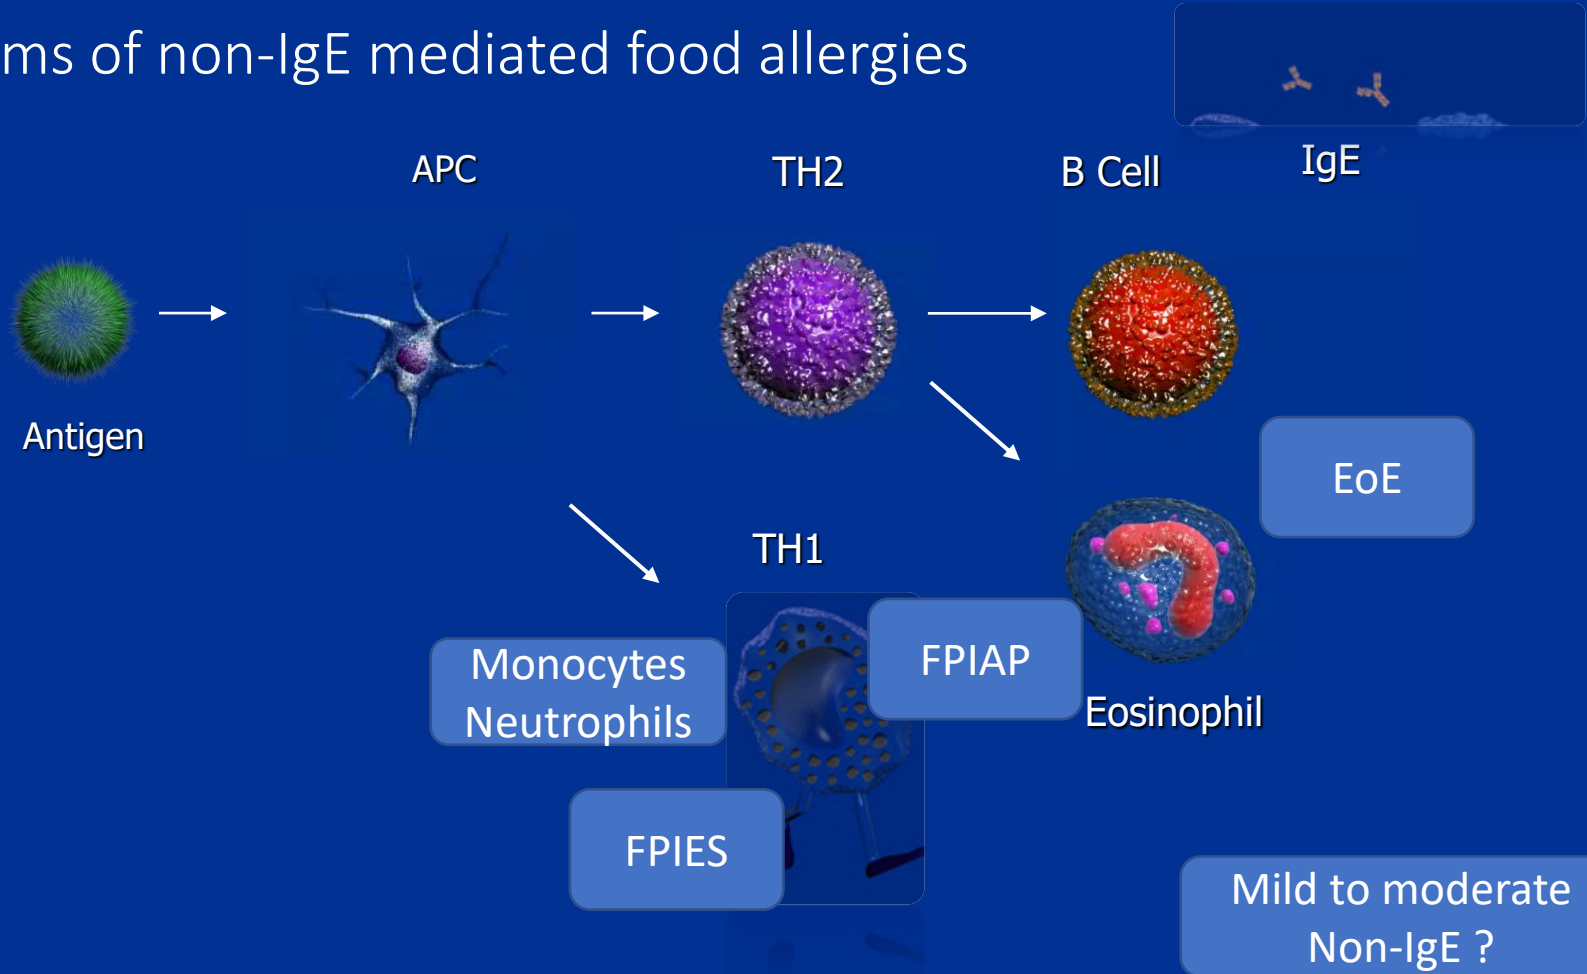 ms of non-IgE mediated food allergies
APC
TH2
B Cell
IgE
Antigen
EoE
TH1
Monocytes
Neutrophils
FPIAP
Eosinophil
FPIES
Mild to moderate
Non-IgE ?